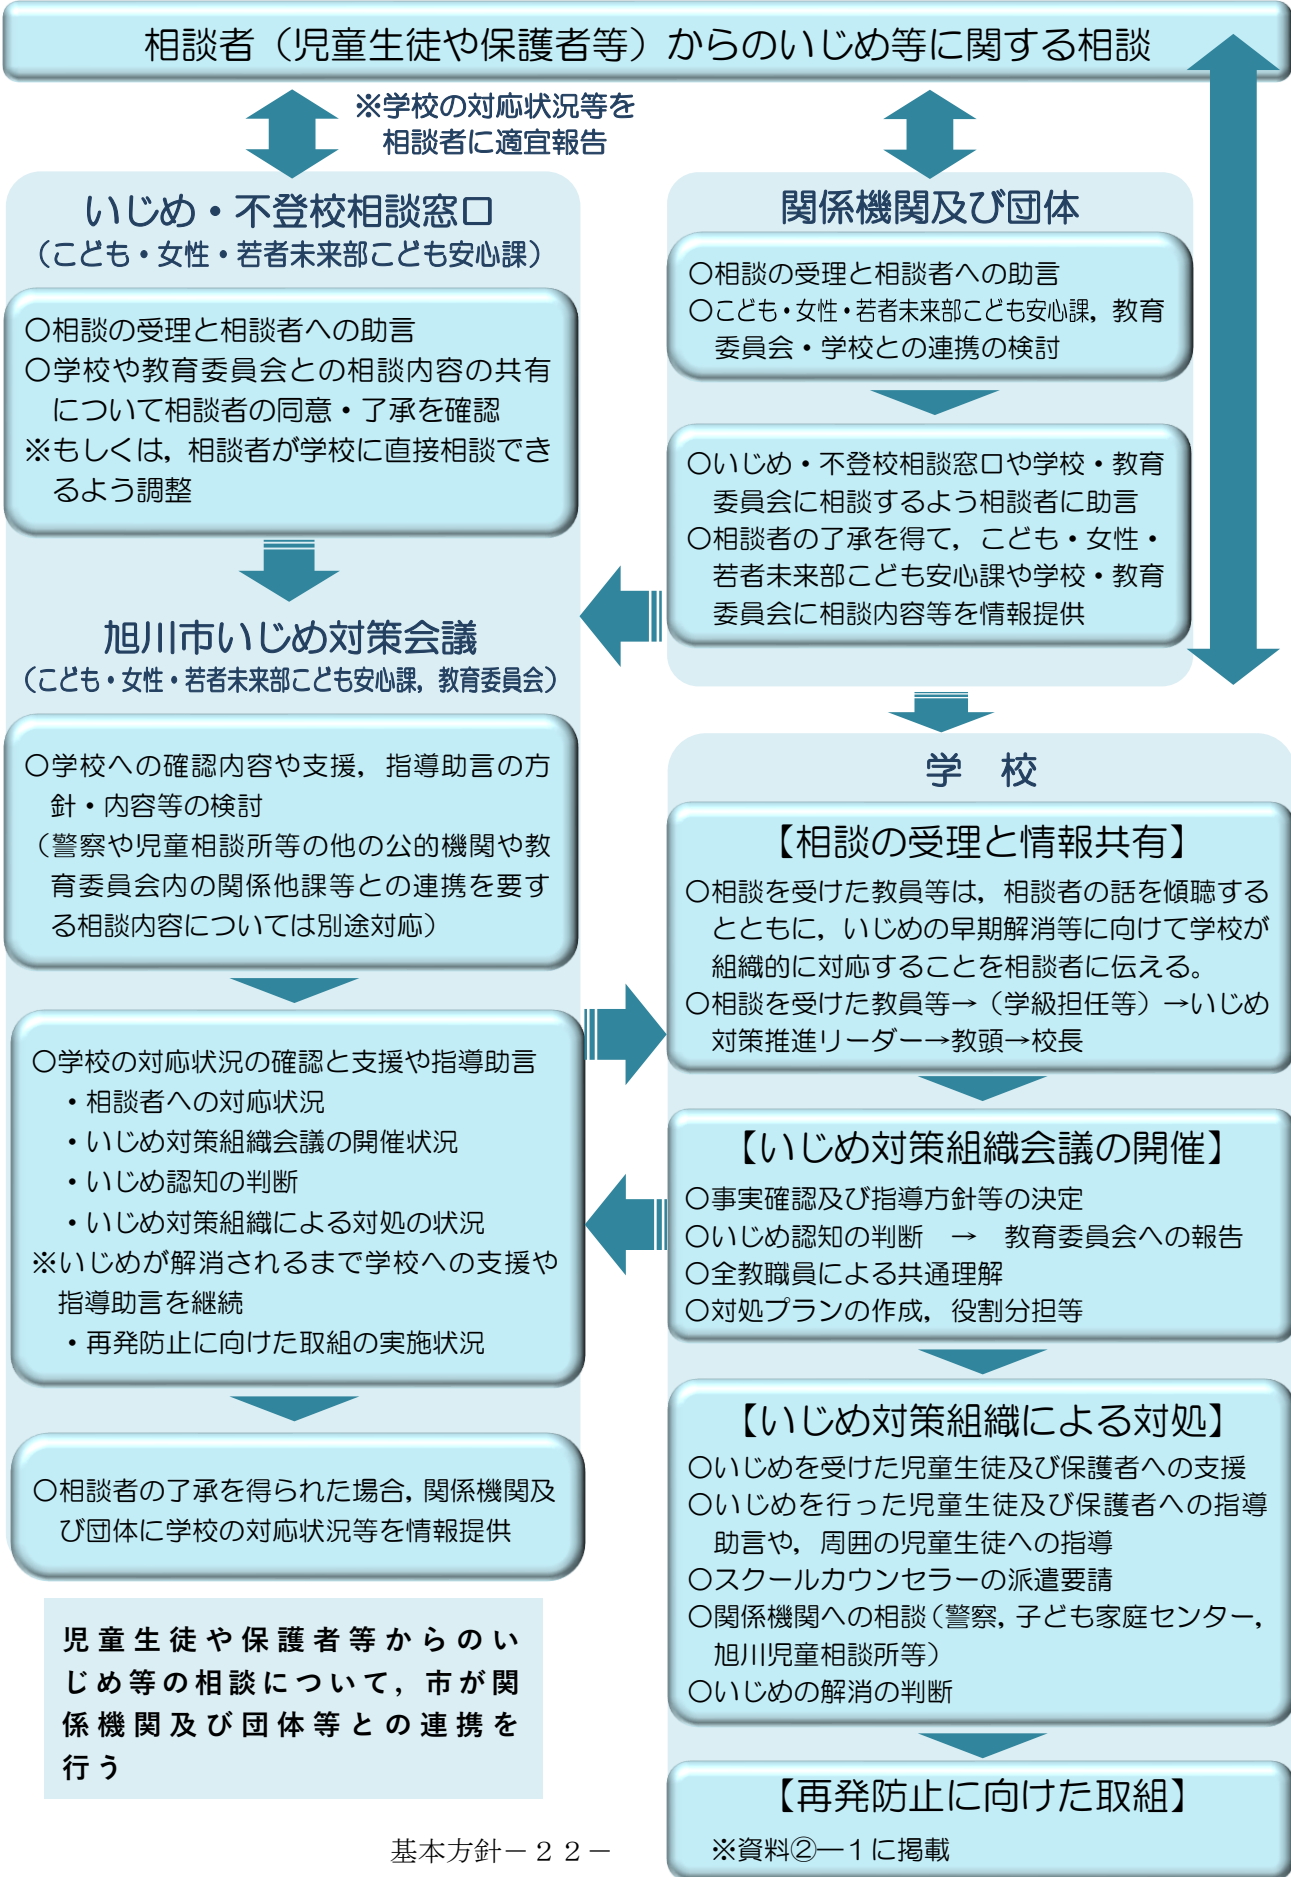 相談者（児童生徒や保護者等）からのいじめ等に関する相談
※学校の対応状況等を
相談者に適宜報告
いじめ・不登校相談窓口
（こども・女性・若者未来部こども安心課）
○相談の受理と相談者への助言
○学校や教育委員会との相談内容の共有
について相談者の同意・了承を確認
※もしくは，相談者が学校に直接相談でき
るよう調整
旭川市いじめ対策会議
（こども・女性・若者未来部こども安心課，教育委員会）
○学校への確認内容や支援，指導助言の方
針・内容等の検討
（警察や児童相談所等の他の公的機関や教
育委員会内の関係他課等との連携を要す
る相談内容については別途対応）
○学校の対応状況の確認と支援や指導助言
・相談者への対応状況
・いじめ対策組織会議の開催状況
・いじめ認知の判断
・いじめ対策組織による対処の状況
※いじめが解消されるまで学校への支援や
指導助言を継続
・再発防止に向けた取組の実施状況
○相談者の了承を得られた場合，関係機関及
び団体に学校の対応状況等を情報提供
児童生徒や保護者等からのい
じめ等の相談について，市が関
係機関及び団体等との連携を
行う
関係機関及び団体
○相談の受理と相談者への助言
○こども・女性・若者未来部こども安心課，教育
委員会・学校との連携の検討
○いじめ・不登校相談窓口や学校・教育
委員会に相談するよう相談者に助言
○相談者の了承を得て，こども・女性・
若者未来部こども安心課や学校・教育
委員会に相談内容等を情報提供
学　校
【相談の受理と情報共有】
○相談を受けた教員等は，相談者の話を傾聴する
とともに，いじめの早期解消等に向けて学校が
組織的に対応することを相談者に伝える。
○相談を受けた教員等→（学級担任等）→いじめ
対策推進リーダー→教頭→校長
【いじめ対策組織会議の開催】
○事実確認及び指導方針等の決定
○いじめ認知の判断　→　教育委員会への報告
○全教職員による共通理解
○対処プランの作成，役割分担等
【いじめ対策組織による対処】
○いじめを受けた児童生徒及び保護者への支援
○いじめを行った児童生徒及び保護者への指導
助言や，周囲の児童生徒への指導
○スクールカウンセラーの派遣要請
○関係機関への相談（警察，子ども家庭センター，
旭川児童相談所等）
○いじめの解消の判断
【再発防止に向けた取組】
※資料②―１に掲載
基本方針－２２－